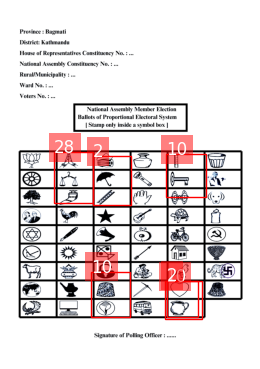 Province : Bagmati
District: Kathmandu
House of Representatives Constituency No. : ...
National Assembly Constituency No. : ...
Rural/Municipality : ...
Ward No. : ...
Voters No. : ...
National Assembly Member Election
Ballots of Proportional Electoral System
[ Stamp only inside a symbol box ]
28
2
10
10
20
Signature of Polling Officer : ......